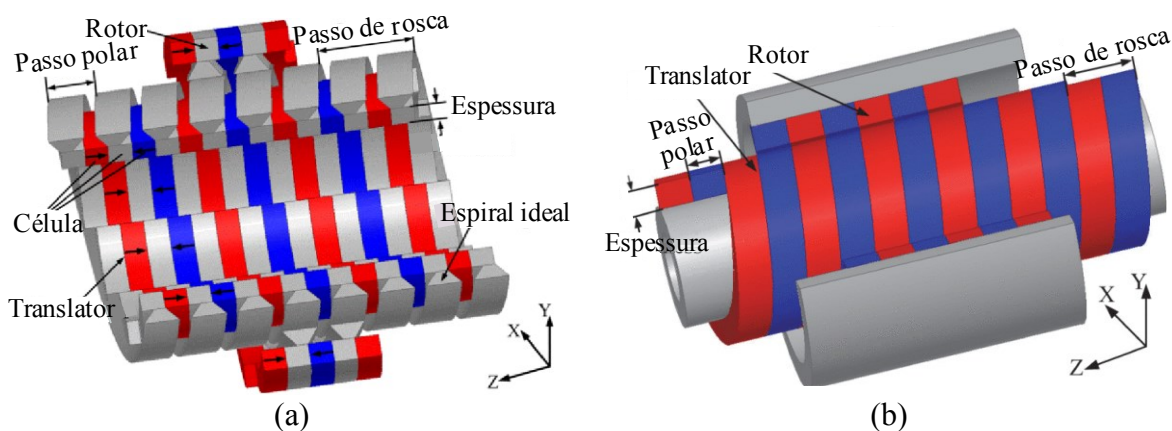 Rotor
Passo de rosca
Passo polar
Espessura
Célula
Espiral ideal
Translator
Y
X
Z
(a)
Rotor
Translator
Passo de rosca
Passo
polar
Espessura
Y
X
Z
(b)